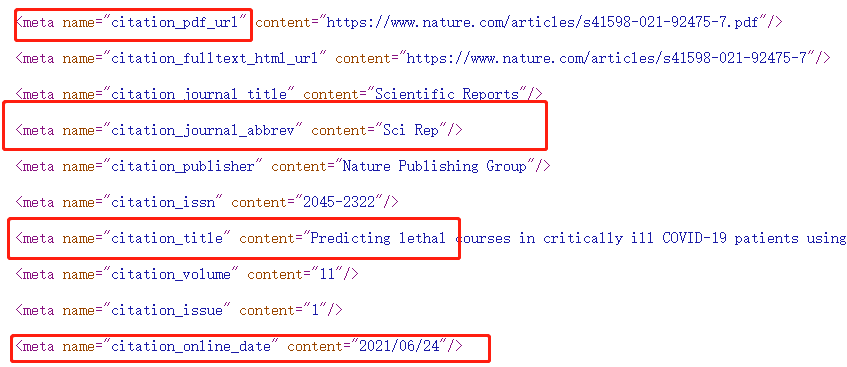 <meta name="citation_pdf_url" content="https://www.nature.com/articles/s41598-021-92475-7.pdf"/>
<meta name="citation_fulltext_html_url" content="https://www.nature.com/articles/s41598-021-92475-7"/>
<meta name="citation_journal_title" content="Scientific Reports"/>
<meta name="citation_journal_abbrev" content="Sci Rep"/>
<meta name="citation_publisher" content="Nature Publishing Group"/>
<meta name="citation_issn" content="2045-2322"/>
<meta name="citation_title" content="Predicting lethal courses in critically ill COVID-19 patients using
<meta name="citation_volume" content="11"/>
<meta name="citation_issue" content="1"/>
<meta name="citation_online_date" content="2021/06/24"/>